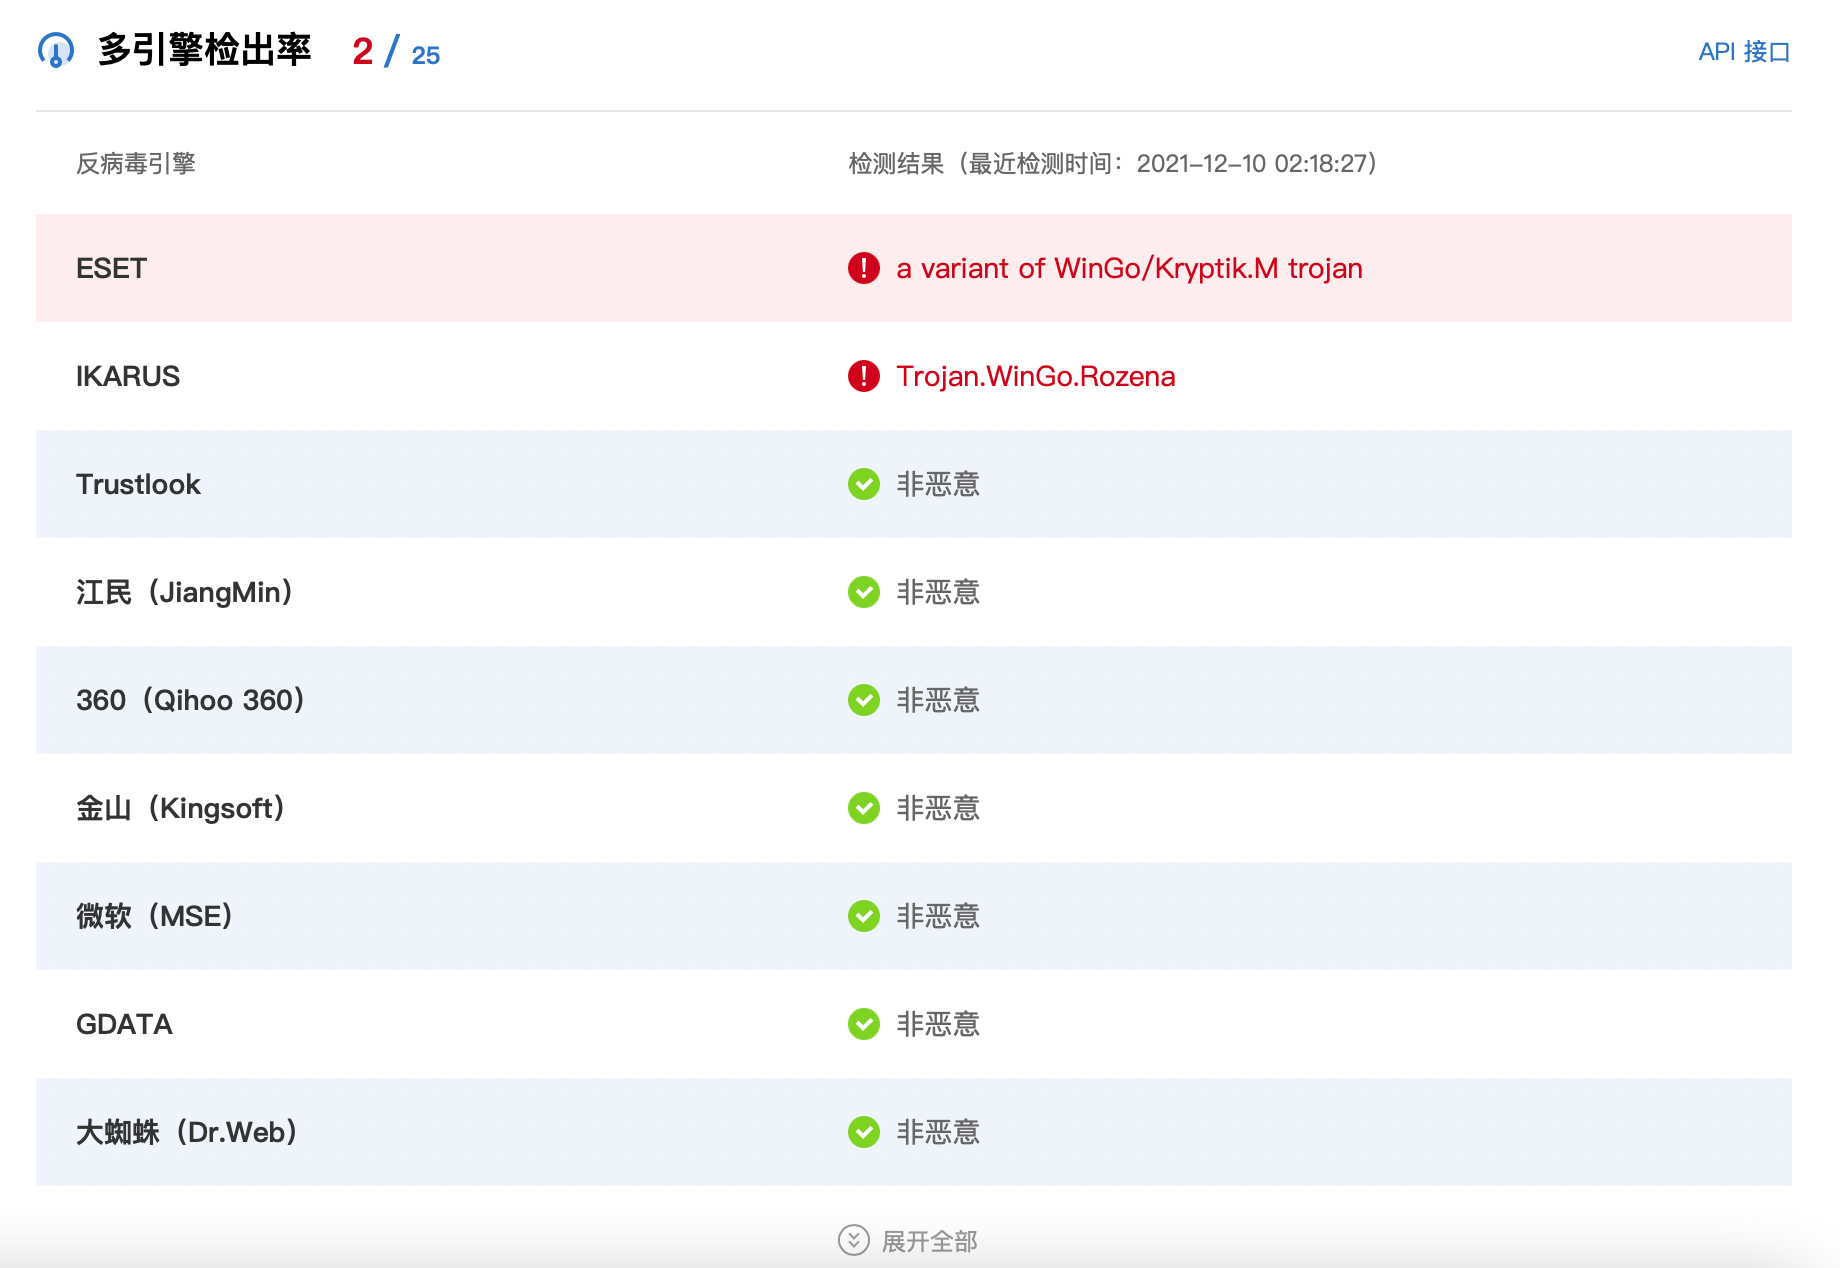 多引擎检出率 2 / 25
API 接口
反病毒引擎 检测结果（最近检测时间：2021-12-10 02:18:27）
ESET a variant of WinGo/Kryptik.M trojan
IKARUS Trojan.WinGo.Rozena
Trustlook 非恶意
江民（JiangMin） 非恶意
360（Qihoo 360） 非恶意
金山（Kingsoft） 非恶意
微软（MSE） 非恶意
GDATA 非恶意
大蜘蛛（Dr.Web） 非恶意
展开全部